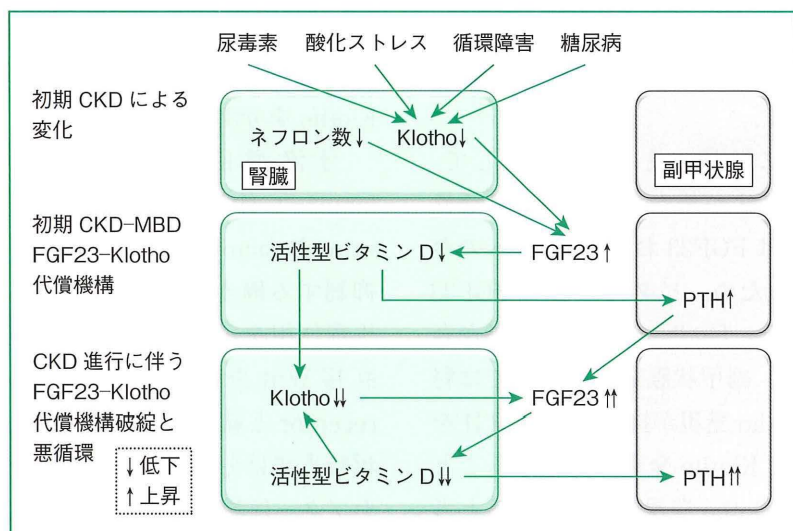 尿毒素 酸化ストレス 循環障害 糖尿病
初期 CKD による
変化
ネフロン数↓ Klotho↓
腎臓
副甲状腺
初期 CKD–MBD
FGF23–Klotho
代償機構
活性型ビタミン D↓
FGF23↑
PTH↑
CKD 進行に伴う
FGF23–Klotho
代償機構破綻と
悪循環
Klotho⇊
FGF23⇈
活性型ビタミン D⇊
PTH⇈
↓低下
↑上昇